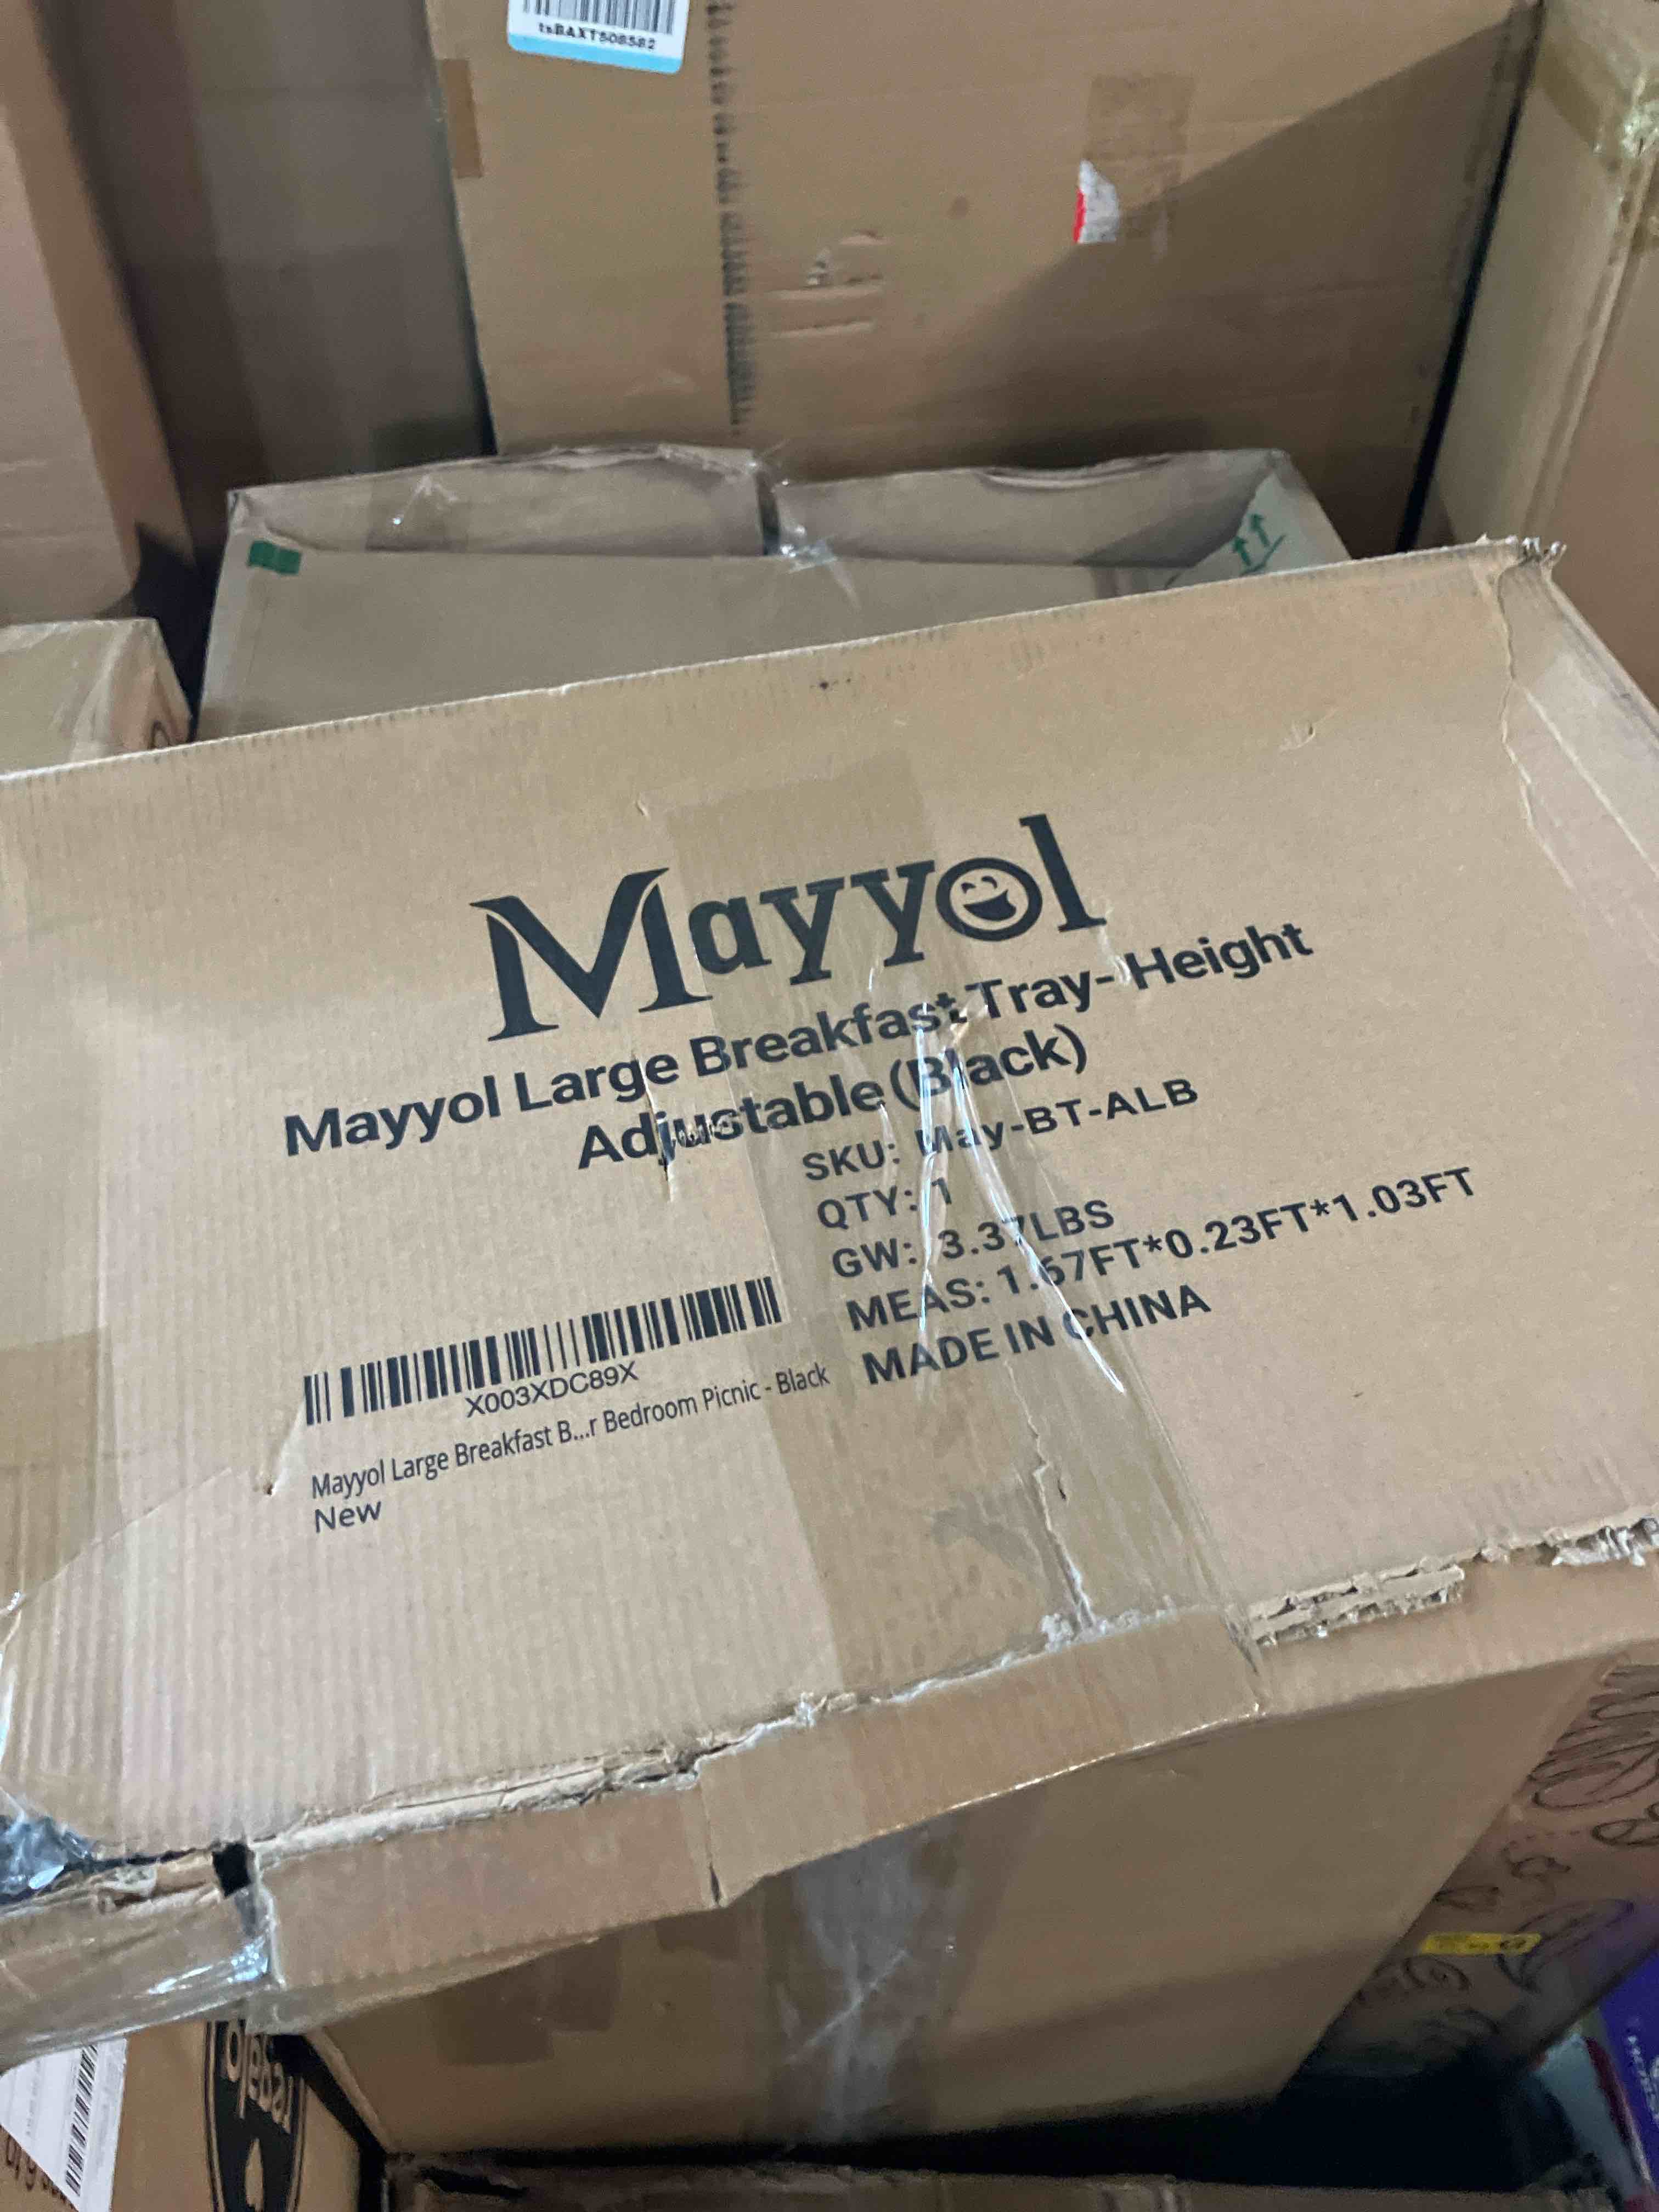 tsBAXT508582
Mayyol
Mayyol Large Breakfast Tray-Height
Adjustable(Black)
SKU: May-BT-ALB
QTY: 1
GW: 3.37LBS
MEAS: 1.67FT*0.23FT*1.03FT
MADE IN CHINA
X003XDC89X
Mayyol Large Breakfast B...r Bedroom Picnic - Black
New